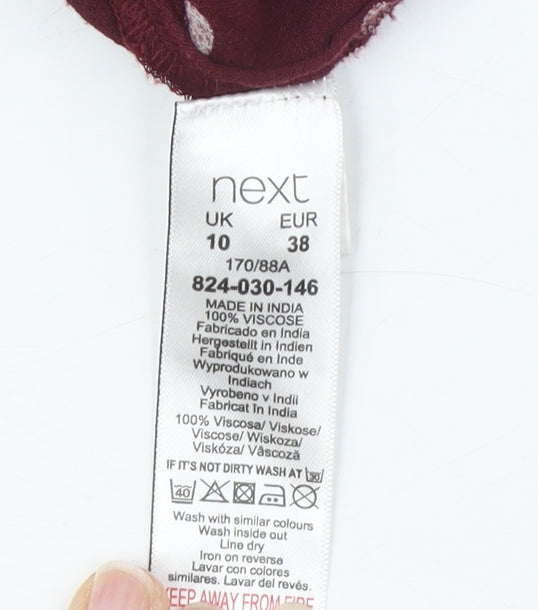 next
UK EUR
10 38
170/88A
824-030-146
MADE IN INDIA
100% VISCOSE
Fabricado en India
Hergestellt in Indien
Fabriqué en Inde
Wyprodukowano w
Indiach
Vyrobeno v Indii
Fabricat în India
100% Viscosa/ Viskose/
Viscose/ Wiskoza/
Viskóza/ Vâscoză
IF IT'S NOT DIRTY WASH AT 30
40
Wash with similar colours
Wash inside out
Line dry
Iron on reverse
Lavar con colores
similares. Lavar del revés.
KEEP AWAY FROM FIRE